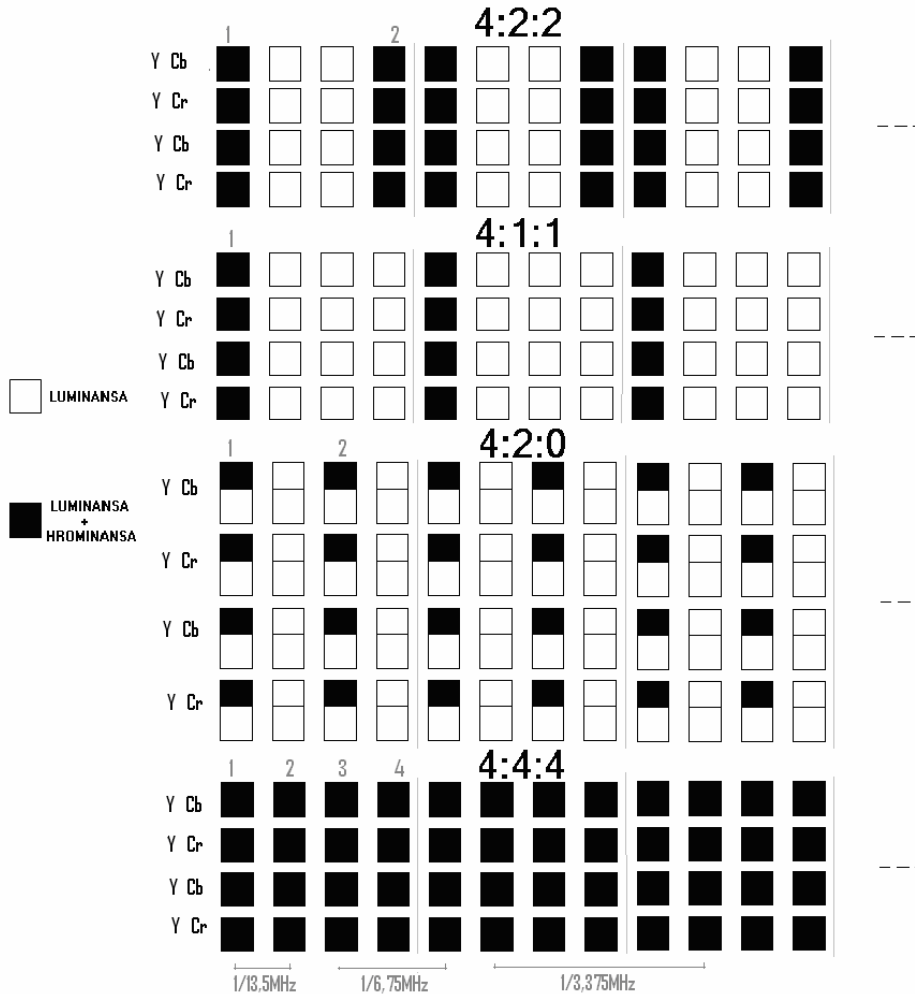 4:2:2
1 2
Y Cb
Y Cr
Y Cb
Y Cr
4:1:1
1
Y Cb
Y Cr
Y Cb
Y Cr
LUMINANSA
4:2:0
1 2
Y Cb
LUMINANSA
+
HROMINANSA
Y Cr
Y Cb
Y Cr
4:4:4
1 2 3 4
Y Cb
Y Cr
Y Cb
Y Cr
1/13,5MHz 1/6,75MHz 1/3,375MHz